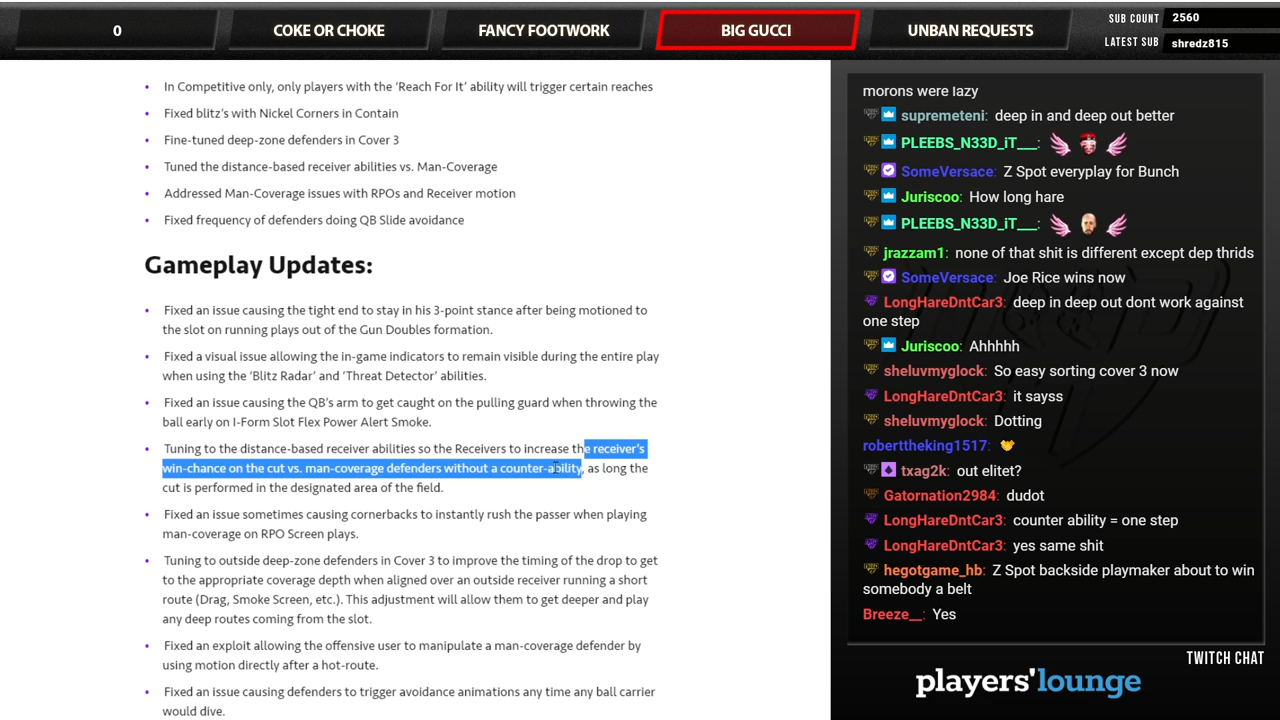 0
COKE OR CHOKE
FANCY FOOTWORK
BIG GUCCI
UNBAN REQUESTS
SUB COUNT 2560
LATEST SUB shredz815
• In Competitive only, only players with the ‘Reach For It’ ability will trigger certain reaches
• Fixed blitz’s with Nickel Corners in Contain
• Fine-tuned deep-zone defenders in Cover 3
• Tuned the distance-based receiver abilities vs. Man-Coverage
• Addressed Man-Coverage issues with RPOs and Receiver motion
• Fixed frequency of defenders doing QB Slide avoidance
Gameplay Updates:
• Fixed an issue causing the tight end to stay in his 3-point stance after being motioned to
the slot on running plays out of the Gun Doubles formation.
• Fixed a visual issue allowing the in-game indicators to remain visible during the entire play
when using the ‘Blitz Radar’ and ‘Threat Detector’ abilities.
• Fixed an issue causing the QB’s arm to get caught on the pulling guard when throwing the
ball early on I-Form Slot Flex Power Alert Smoke.
• Tuning to the distance-based receiver abilities so the Receivers to increase the receiver’s
win-chance on the cut vs. man-coverage defenders without a counter-ability, as long the
cut is performed in the designated area of the field.
• Fixed an issue sometimes causing cornerbacks to instantly rush the passer when playing
man-coverage on RPO Screen plays.
• Tuning to outside deep-zone defenders in Cover 3 to improve the timing of the drop to get
to the appropriate coverage depth when aligned over an outside receiver running a short
route (Drag, Smoke Screen, etc.). This adjustment will allow them to get deeper and play
any deep routes coming from the slot.
• Fixed an exploit allowing the offensive user to manipulate a man-coverage defender by
using motion directly after a hot-route.
• Fixed an issue causing defenders to trigger avoidance animations any time any ball carrier
would dive.
morons were lazy
supremeteni: deep in and deep out better
PLEEBS_N33D_iT___:
SomeVersace: Z Spot everyplay for Bunch
Juriscoo: How long hare
PLEEBS_N33D_iT___:
jrazzam1: none of that shit is different except dep thrids
SomeVersace: Joe Rice wins now
LongHareDntCar3: deep in deep out dont work against
one step
Juriscoo: Ahhhhh
sheluvmyglock: So easy sorting cover 3 now
LongHareDntCar3: it sayss
sheluvmyglock: Dotting
roberttheking1517:
txag2k: out elitet?
Gatornation2984: dudot
LongHareDntCar3: counter ability = one step
LongHareDntCar3: yes same shit
hegotgame_hb: Z Spot backside playmaker about to win
somebody a belt
Breeze__: Yes
TWITCH CHAT
players'lounge